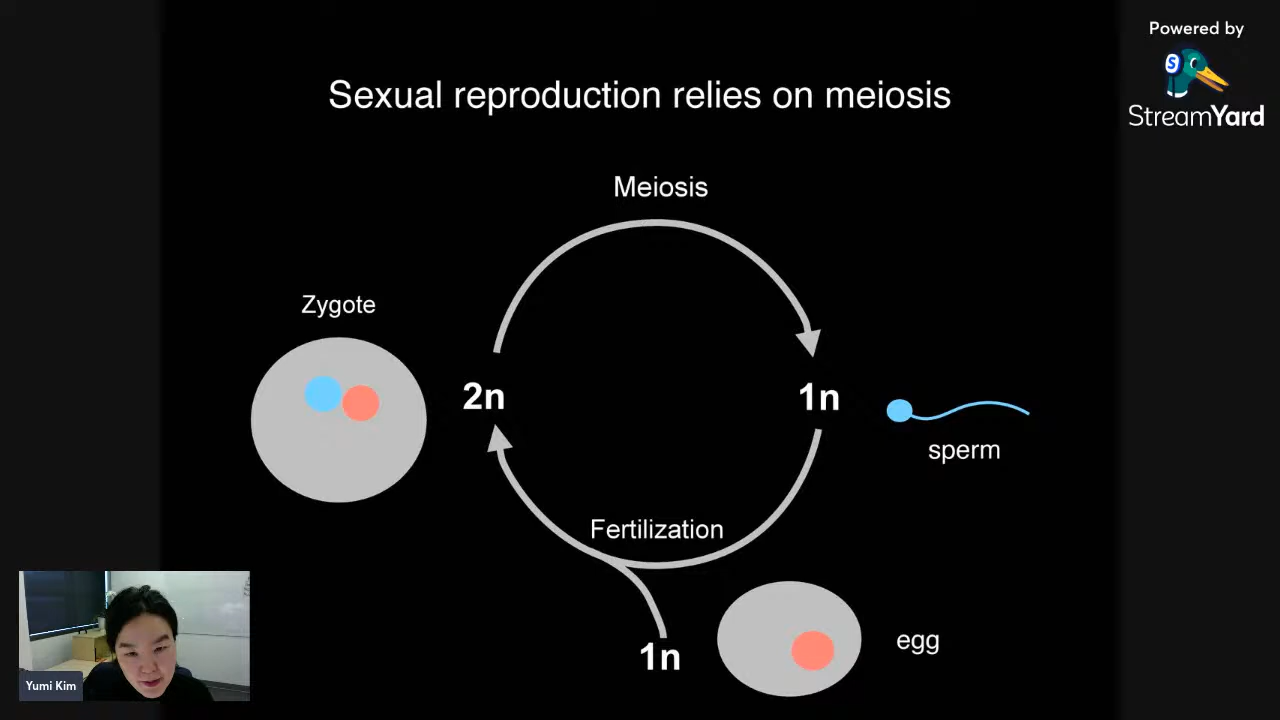 Powered by
S
StreamYard
Sexual reproduction relies on meiosis
Meiosis
Zygote
2n
1n
sperm
Fertilization
1n
egg
Yumi Kim